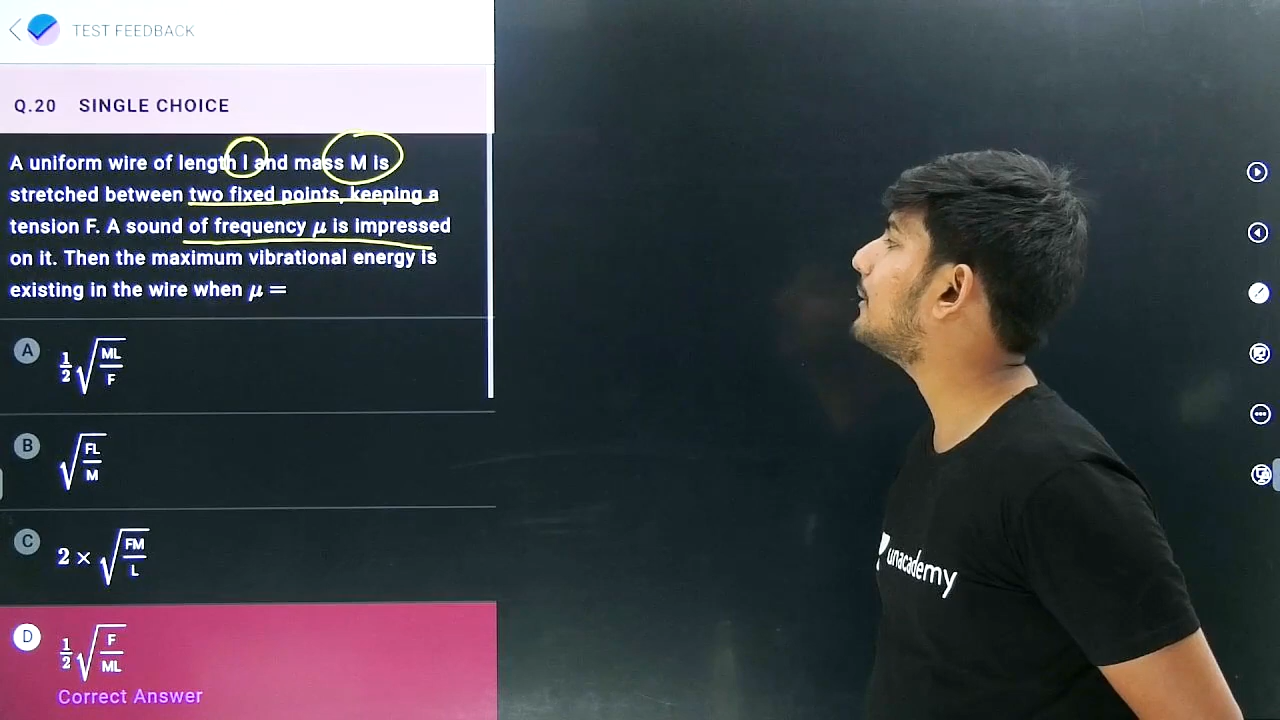 TEST FEEDBACK
Q.20 SINGLE CHOICE
A uniform wire of length l and mass M is
stretched between two fixed points, keeping a
tension F. A sound of frequency μ is impressed
on it. Then the maximum vibrational energy is
existing in the wire when μ =
A 1/2 √(ML/F)
B √(FL/M)
C 2 × √(FM/L)
D 1/2 √(F/ML)
Correct Answer
unacademy